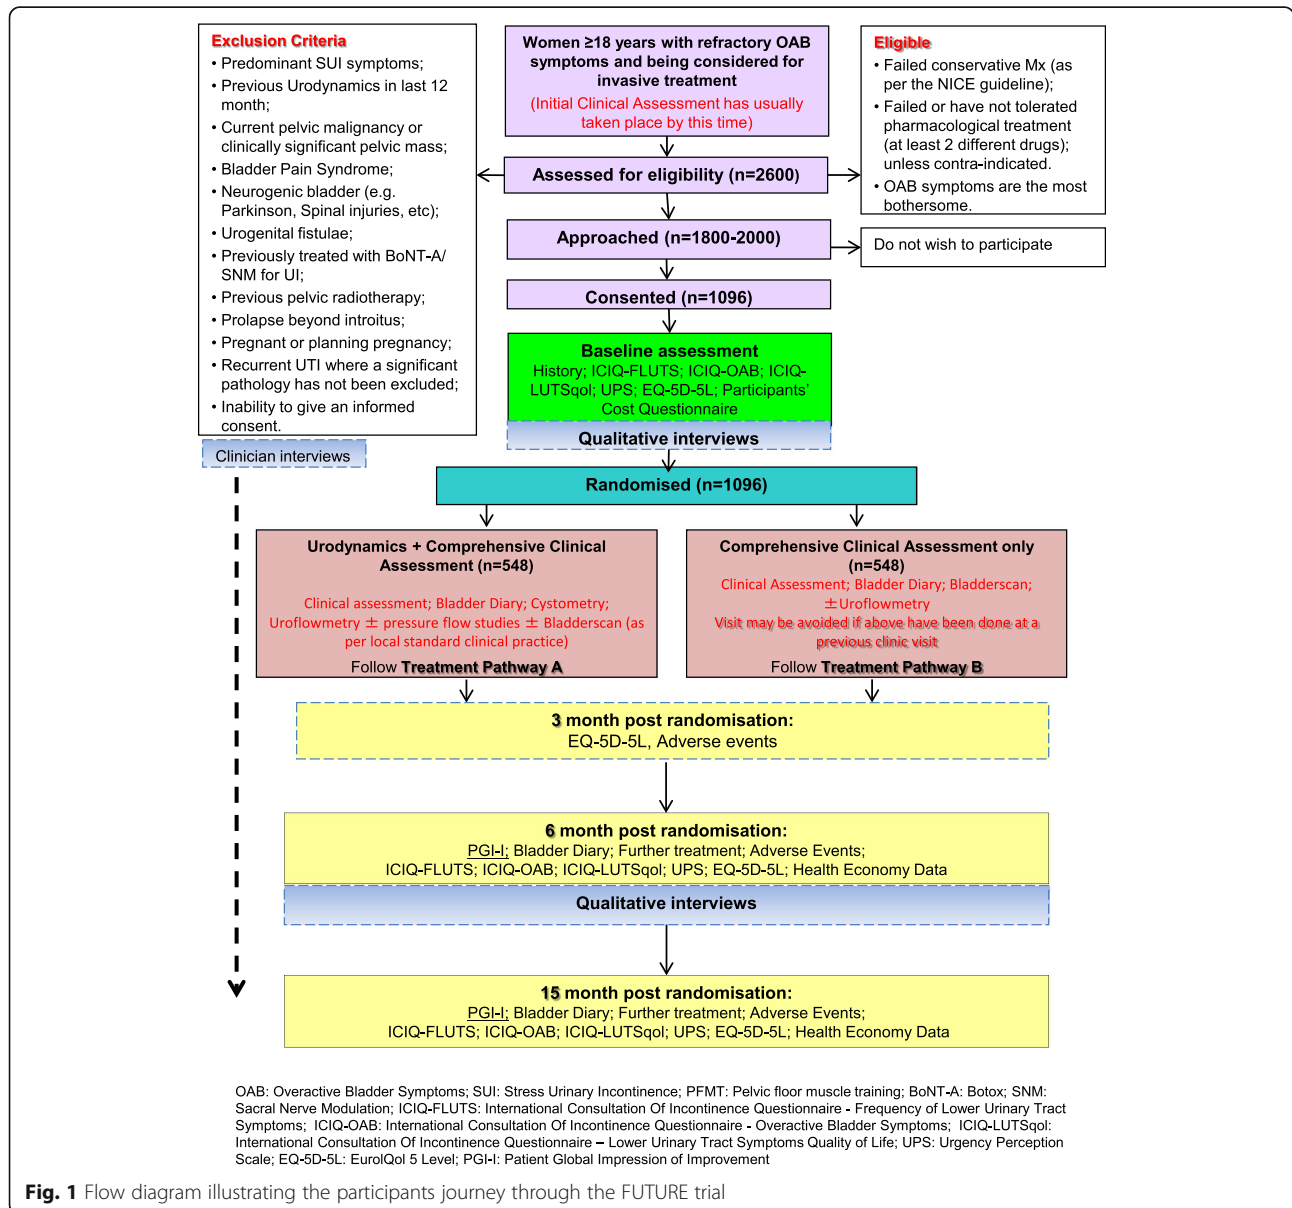 Exclusion Criteria
• Predominant SUI symptoms;
• Previous Urodynamics in last 12
month;
• Current pelvic malignancy or
clinically significant pelvic mass;
• Bladder Pain Syndrome;
• Neurogenic bladder (e.g.
Parkinson, Spinal injuries, etc);
• Urogenital fistulae;
• Previously treated with BoNT-A/
SNM for UI;
• Previous pelvic radiotherapy;
• Prolapse beyond introitus;
• Pregnant or planning pregnancy;
• Recurrent UTI where a significant
pathology has not been excluded;
• Inability to give an informed
consent.
Women ≥18 years with refractory OAB
symptoms and being considered for
invasive treatment
(Initial Clinical Assessment has usually
taken place by this time)
Eligible
• Failed conservative Mx (as
per the NICE guideline);
• Failed or have not tolerated
pharmacological treatment
(at least 2 different drugs);
unless contra-indicated.
• OAB symptoms are the most
bothersome.
Assessed for eligibility (n=2600)
Approached (n=1800-2000)
Do not wish to participate
Consented (n=1096)
Baseline assessment
History; ICIQ-FLUTS; ICIQ-OAB; ICIQ-
LUTSqol; UPS; EQ-5D-5L; Participants'
Cost Questionnaire
Qualitative interviews
Clinician interviews
Randomised (n=1096)
Urodynamics + Comprehensive Clinical
Assessment (n=548)
Clinical assessment; Bladder Diary; Cystometry;
Uroflowmetry ± pressure flow studies ± Bladderscan (as
per local standard clinical practice)
Follow Treatment Pathway A
Comprehensive Clinical Assessment only
(n=548)
Clinical Assessment; Bladder Diary; Bladderscan;
±Uroflowmetry
Visit may be avoided if above have been done at a
previous clinic visit
Follow Treatment Pathway B
3 month post randomisation:
EQ-5D-5L, Adverse events
6 month post randomisation:
PGI-I; Bladder Diary; Further treatment; Adverse Events;
ICIQ-FLUTS; ICIQ-OAB; ICIQ-LUTSqol; UPS; EQ-5D-5L; Health Economy Data
Qualitative interviews
15 month post randomisation:
PGI-I; Bladder Diary; Further treatment; Adverse Events;
ICIQ-FLUTS; ICIQ-OAB; ICIQ-LUTSqol; UPS; EQ-5D-5L; Health Economy Data
OAB: Overactive Bladder Symptoms; SUI: Stress Urinary Incontinence; PFMT: Pelvic floor muscle training; BoNT-A: Botox; SNM:
Sacral Nerve Modulation; ICIQ-FLUTS: International Consultation Of Incontinence Questionnaire - Frequency of Lower Urinary Tract
Symptoms; ICIQ-OAB: International Consultation Of Incontinence Questionnaire - Overactive Bladder Symptoms; ICIQ-LUTSqol:
International Consultation Of Incontinence Questionnaire – Lower Urinary Tract Symptoms Quality of Life; UPS: Urgency Perception
Scale; EQ-5D-5L: EurolQol 5 Level; PGI-I: Patient Global Impression of Improvement
Fig. 1 Flow diagram illustrating the participants journey through the FUTURE trial